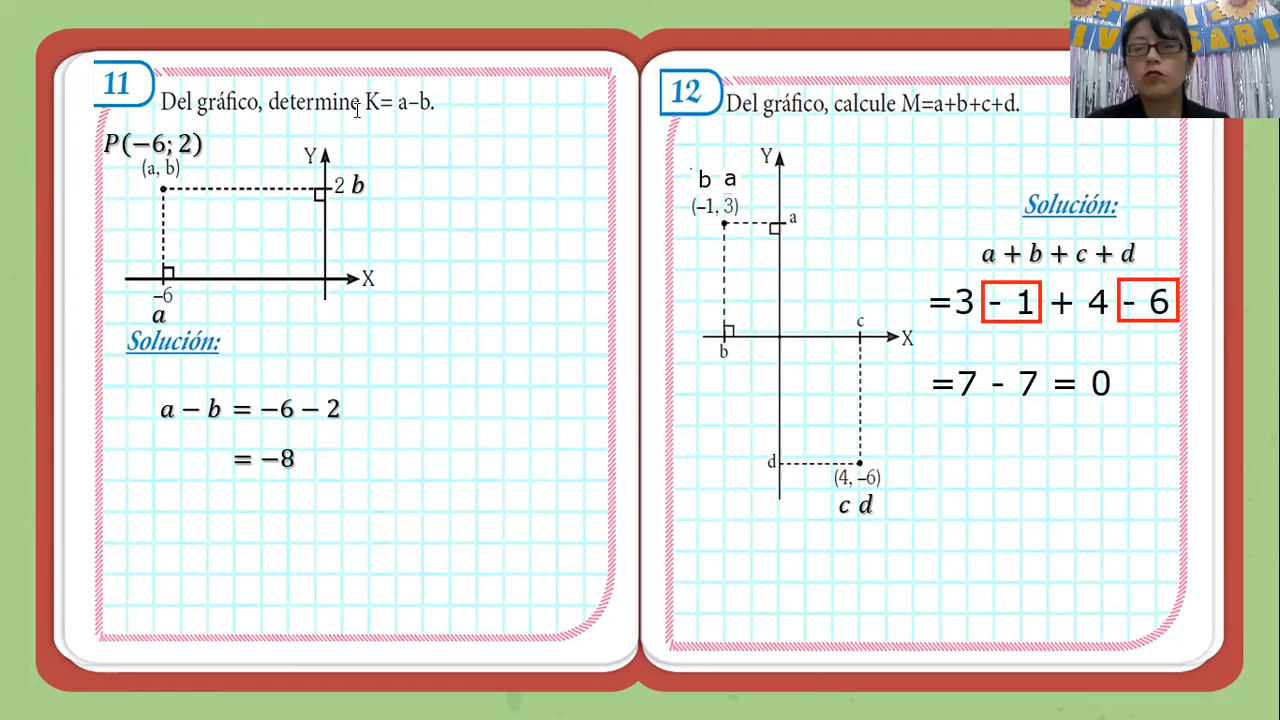 11
Del gráfico, determine K= a–b.
P(−6; 2)
(a, b)
Y
2 b
X
–6
a
Solución:
a − b = −6 − 2
= −8
12
Del gráfico, calcule M=a+b+c+d.
Y
b a
(–1, 3)
a
b
c
X
d
(4, –6)
c d
Solución:
a + b + c + d
=3 - 1 + 4 - 6
=7 - 7 = 0